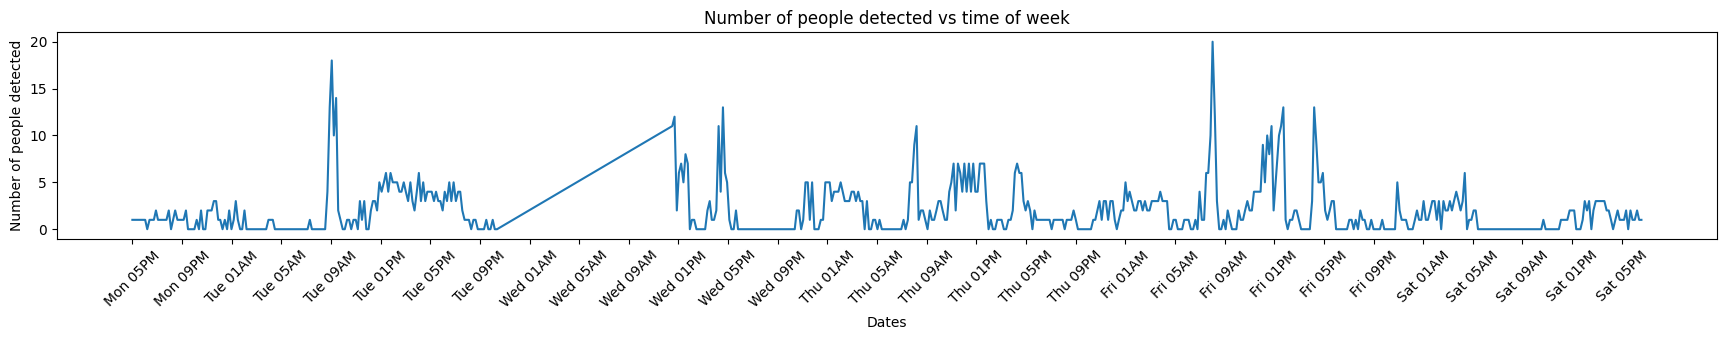 Number of people detected vs time of week
Number of people detected
20
15
10
5
0
Mon 05PM
Mon 09PM
Tue 01AM
Tue 05AM
Tue 09AM
Tue 01PM
Tue 05PM
Tue 09PM
Wed 01AM
Wed 05AM
Wed 09AM
Wed 01PM
Wed 05PM
Wed 09PM
Thu 01AM
Thu 05AM
Thu 09AM
Thu 01PM
Thu 05PM
Thu 09PM
Fri 01AM
Fri 05AM
Fri 09AM
Fri 01PM
Fri 05PM
Fri 09PM
Sat 01AM
Sat 05AM
Sat 09AM
Sat 01PM
Sat 05PM
Dates